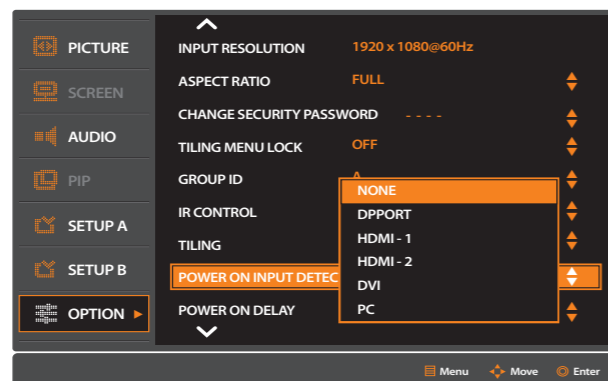 PICTURE
SCREEN
AUDIO
PIP
SETUP A
SETUP B
OPTION
INPUT RESOLUTION 1920 x 1080@60Hz
ASPECT RATIO FULL
CHANGE SECURITY PASSWORD - - - -
TILING MENU LOCK OFF
GROUP ID
IR CONTROL
TILING
POWER ON INPUT DETEC
POWER ON DELAY
NONE
DPPORT
HDMI - 1
HDMI - 2
DVI
PC
Menu Move Enter